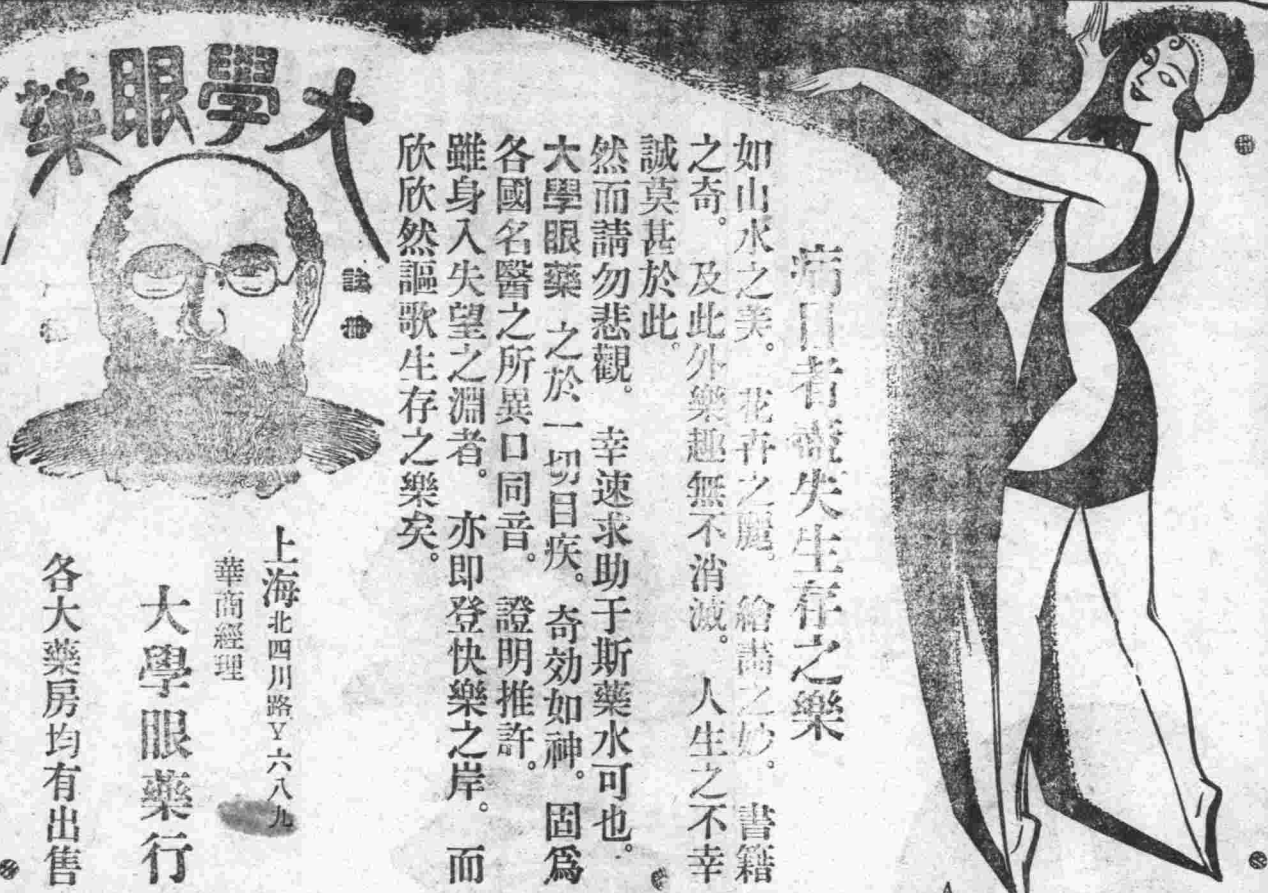 病目者壺失生存之樂
如山水之美。花卉之麗。繪畵之妙。書籍
之奇。及此外樂趣無不消滅。人生之不幸
誠莫甚於此。
然而請勿悲觀。幸速求助于斯藥水可也。
大學眼藥 之於一切目疾。奇効如神。固爲
各國名醫之所異口同音。證明推許。
雖身入失望之淵者。亦即登快樂之岸。而
欣欣然謳歌生存之樂矣。
大學眼藥
註冊
上海北四川路Y六八九
華商經理
大學眼藥行
各大藥房均有出售